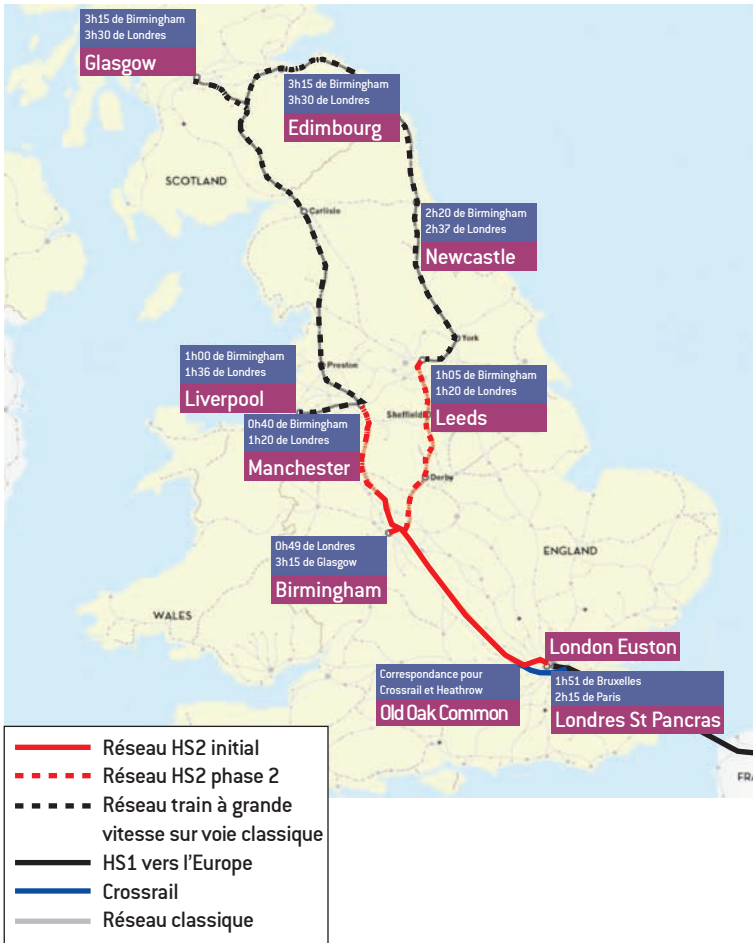 3h15 de Birmingham
3h30 de Londres
Glasgow
3h15 de Birmingham
3h30 de Londres
Edimbourg
SCOTLAND
Carlisle
2h20 de Birmingham
2h37 de Londres
Newcastle
York
1h00 de Birmingham
1h36 de Londres
Liverpool
Preston
1h05 de Birmingham
1h20 de Londres
Leeds
Sheffield
0h40 de Birmingham
1h20 de Londres
Manchester
Derby
0h49 de Londres
3h15 de Glasgow
Birmingham
ENGLAND
WALES
London Euston
Correspondance pour
Crossrail et Heathrow
Old Oak Common
1h51 de Bruxelles
2h15 de Paris
Londres St Pancras
FRA
Réseau HS2 initial
Réseau HS2 phase 2
Réseau train à grande
vitesse sur voie classique
HS1 vers l'Europe
Crossrail
Réseau classique